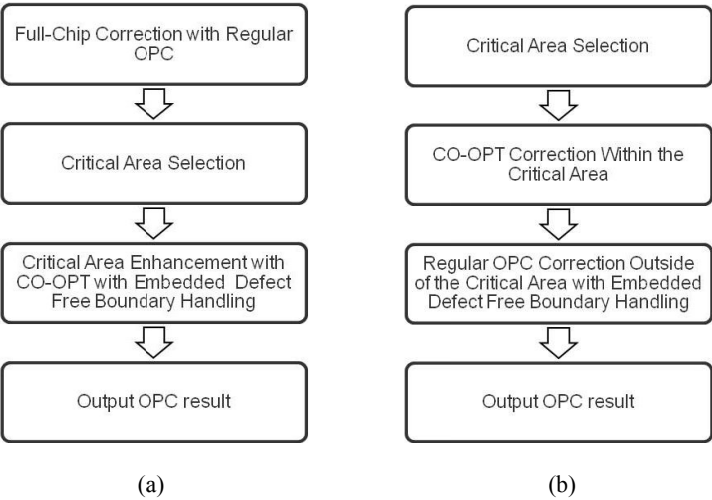 Full-Chip Correction with Regular
OPC
Critical Area Selection
Critical Area Enhancement with
CO-OPT with Embedded Defect
Free Boundary Handling
Output OPC result
(a)
Critical Area Selection
CO-OPT Correction Within the
Critical Area
Regular OPC Correction Outside
of the Critical Area with Embedded
Defect Free Boundary Handling
Output OPC result
(b)